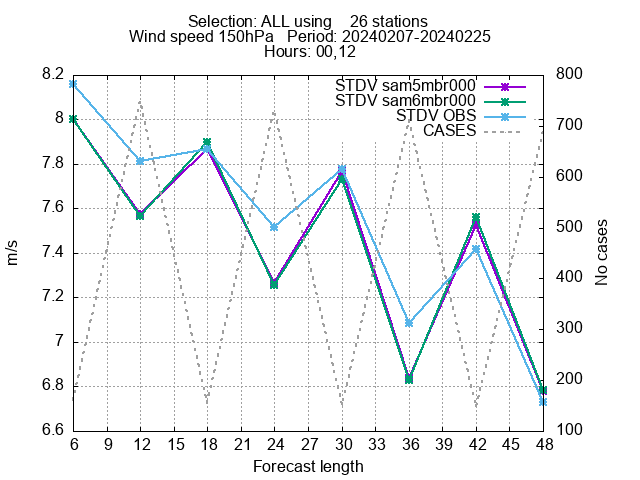 Selection: ALL using 26 stations
Wind speed 150hPa Period: 20240207-20240225
Hours: 00,12
STDV sam5mbr000
STDV sam6mbr000
STDV OBS
CASES
8.2
8
7.8
7.6
7.4
7.2
7
6.8
6.6
m/s
800
700
600
500
400
300
200
100
No cases
6 9 12 15 18 21 24 27 30 33 36 39 42 45 48
Forecast length